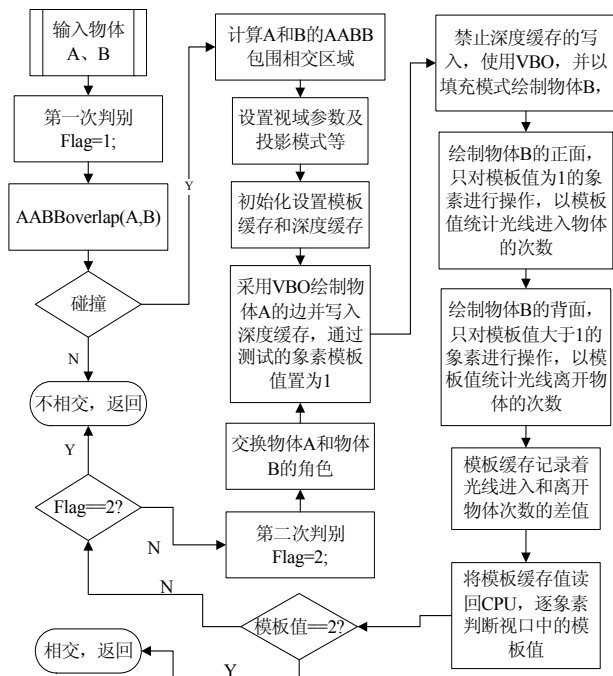 输入物体
A、B
第一次判别
Flag=1;
AABBoverlap(A,B)
碰撞
Y
N
不相交，返回
Y
Flag==2?
N
N
相交，返回
计算A和B的AABB
包围相交区域
设置视域参数及
投影模式等
初始化设置模板
缓存和深度缓存
采用VBO绘制物
体A的边并写入
深度缓存，通过
测试的象素模板
值置为1
交换物体A和物体
B的角色
第二次判别
Flag=2;
模板值==2?
Y
禁止深度缓存的写
入，使用VBO，并以
填充模式绘制物体B，
绘制物体B的正面，
只对模板值为1的象
素进行操作，以模板
值统计光线进入物体
的次数
绘制物体B的背面，
只对模板值大于1的
象素进行操作，以模
板值统计光线离开物
体的次数
模板缓存记录着
光线进入和离开
物体次数的差值
将模板缓存值读
回CPU，逐象素
判断视口中的模
板值